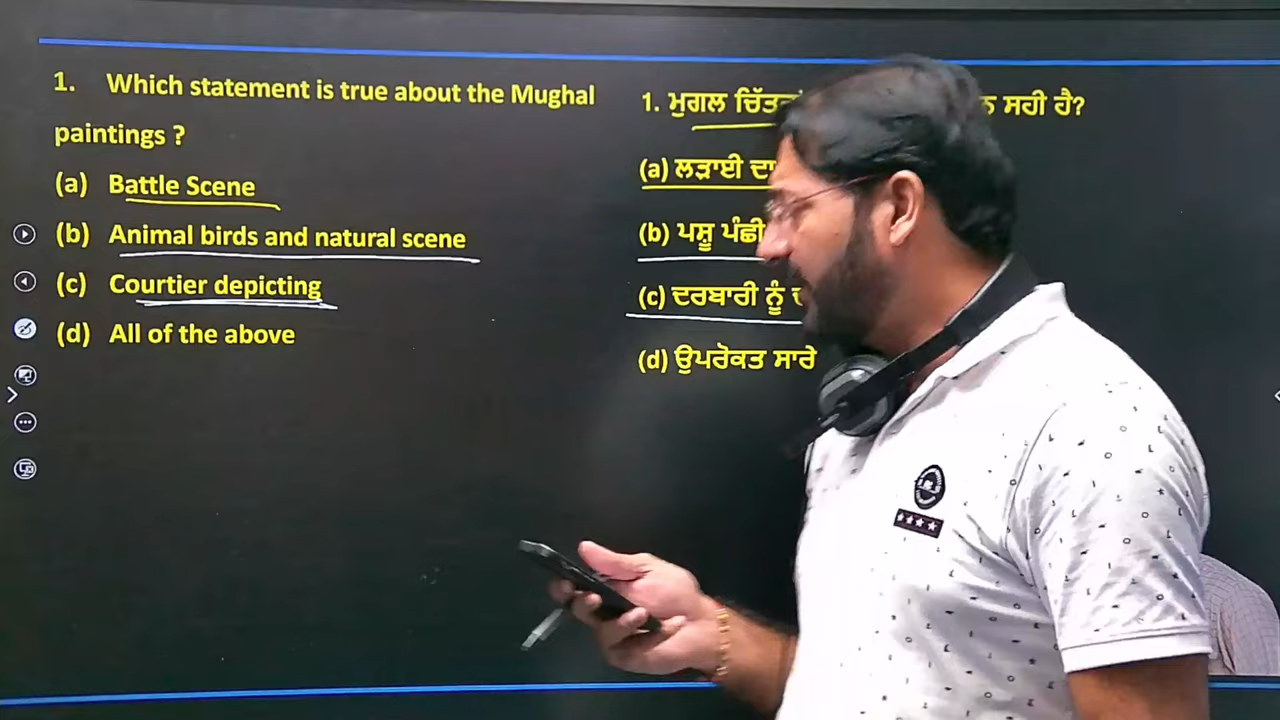 1. Which statement is true about the Mughal
paintings ?
(a) Battle Scene
(b) Animal birds and natural scene
(c) Courtier depicting
(d) All of the above
1. ਮੁਗਲ ਸਹੀ ਹੈ?
(a) ਲੜਾਈ
(b) ਪਸ਼ੂ ਪੰਛੀ
(c) ਦਰਬਾਰੀ ਨੂੰ
(d) ਉਪਰੋਕਤ ਸਾਰੇ